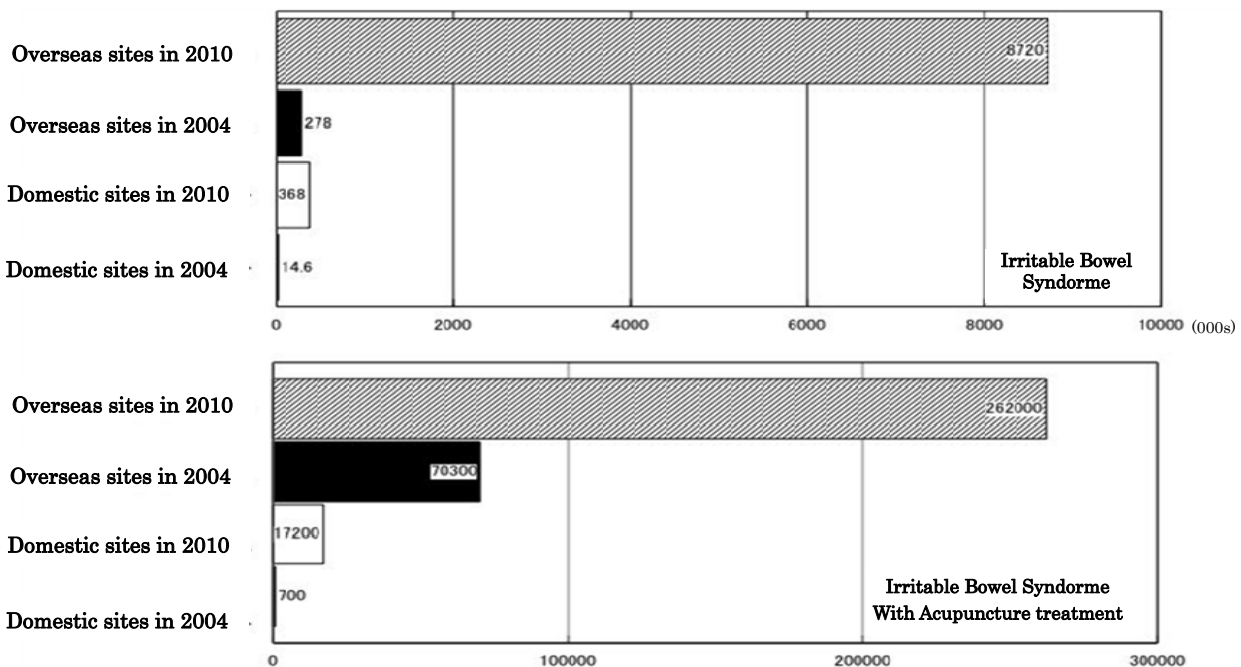 Overseas sites in 2010
8720
Overseas sites in 2004
278
Domestic sites in 2010
368
Domestic sites in 2004
14.6
Irritable Bowel
Syndorme
0 2000 4000 6000 8000 10000 (000s)
Overseas sites in 2010
262000
Overseas sites in 2004
70300
Domestic sites in 2010
17200
Domestic sites in 2004
700
Irritable Bowel Syndorme
With Acupuncture treatment
0 100000 200000 300000